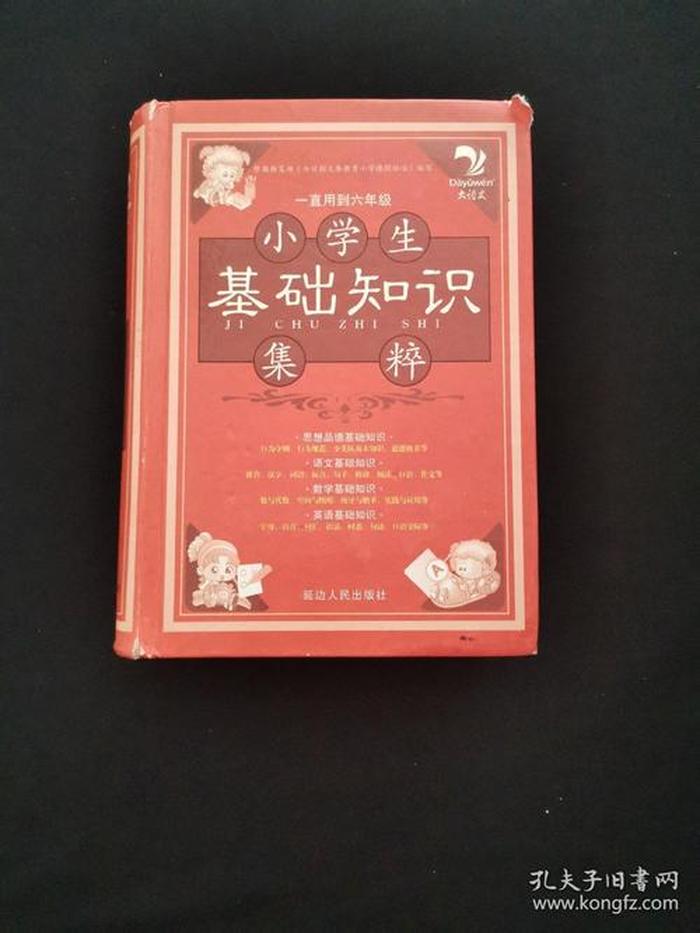 Dàyǔwén
大语文
一直用到六年级
小学生
基础知识
JI CHU ZHI SHI
集粹
·思想品德基础知识·
·语文基础知识·
·数学基础知识·
·英语基础知识·
A
延边人民出版社
孔夫子旧书网
www.kongfz.com